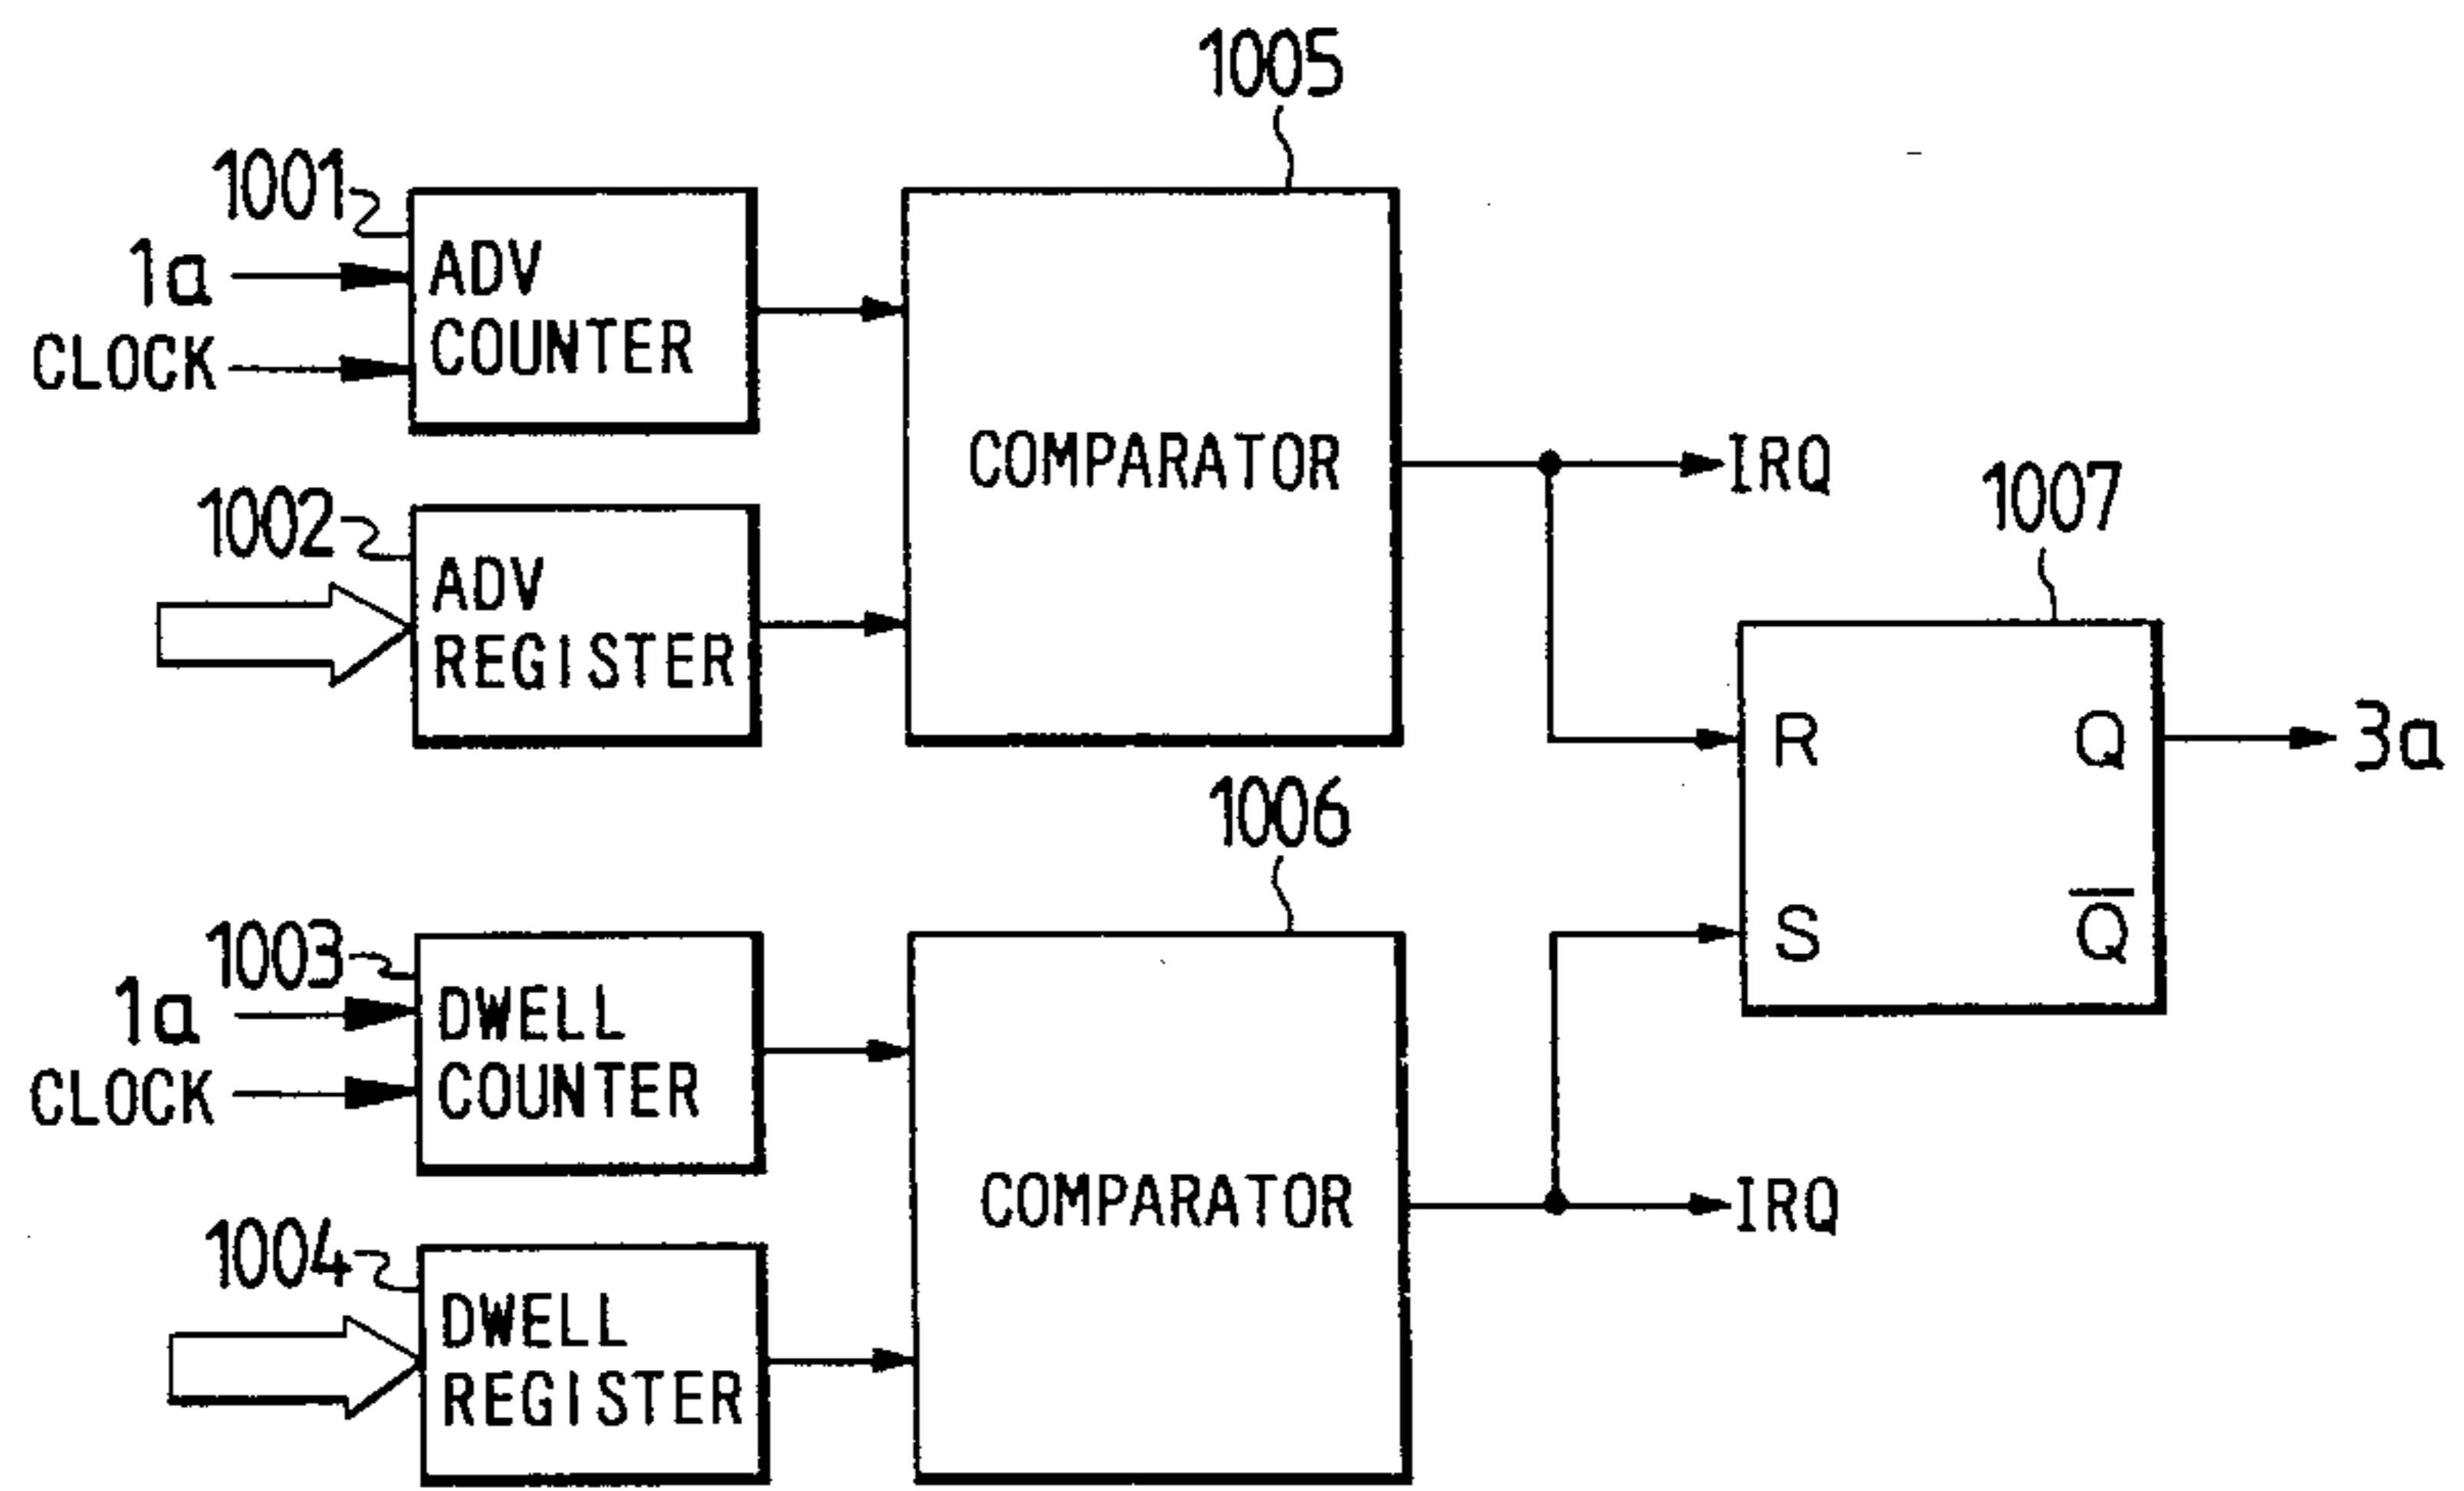 1005
1001
1a
CLOCK
ADV
COUNTER
1002
ADV
REGISTER
COMPARATOR
IRQ
1007
R
Q
S
Q̅
3a
1006
1003
1a
CLOCK
DWELL
COUNTER
1004
DWELL
REGISTER
COMPARATOR
IRQ